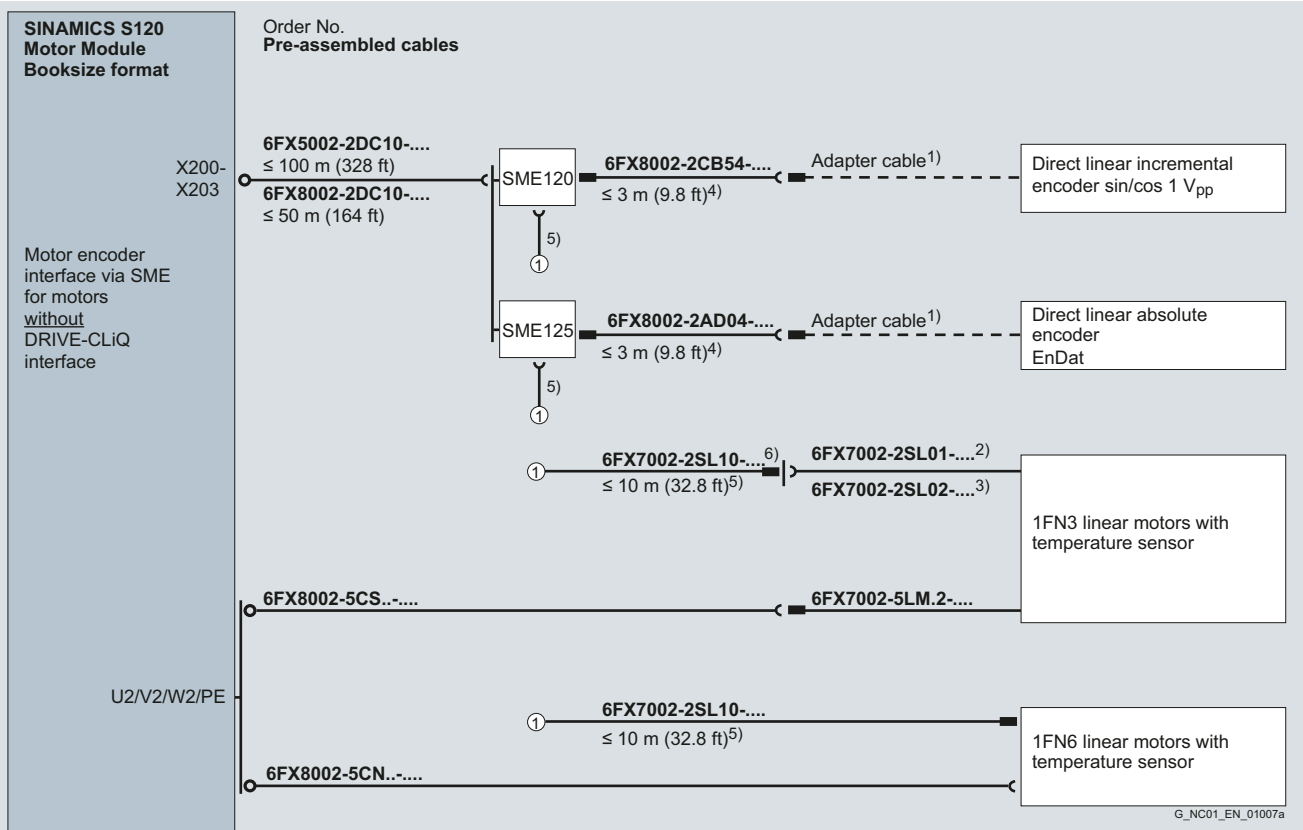 SINAMICS S120
Motor Module
Booksize format
Order No.
Pre-assembled cables
X200-
X203
6FX5002-2DC10-....
≤ 100 m (328 ft)
6FX8002-2DC10-....
≤ 50 m (164 ft)
SME120
6FX8002-2CB54-....
≤ 3 m (9.8 ft)4)
Adapter cable1)
Direct linear incremental
encoder sin/cos 1 Vpp
5)
1
Motor encoder
interface via SME
for motors
without
DRIVE-CLiQ
interface
SME125
6FX8002-2AD04-....
≤ 3 m (9.8 ft)4)
Adapter cable1)
Direct linear absolute
encoder
EnDat
5)
1
1
6FX7002-2SL10-....6)
≤ 10 m (32.8 ft)5)
6FX7002-2SL01-....2)
6FX7002-2SL02-....3)
1FN3 linear motors with
temperature sensor
6FX8002-5CS..-....
6FX7002-5LM.2-....
U2/V2/W2/PE
1
6FX7002-2SL10-....
≤ 10 m (32.8 ft)5)
1FN6 linear motors with
temperature sensor
6FX8002-5CN..-....
G_NC01_EN_01007a